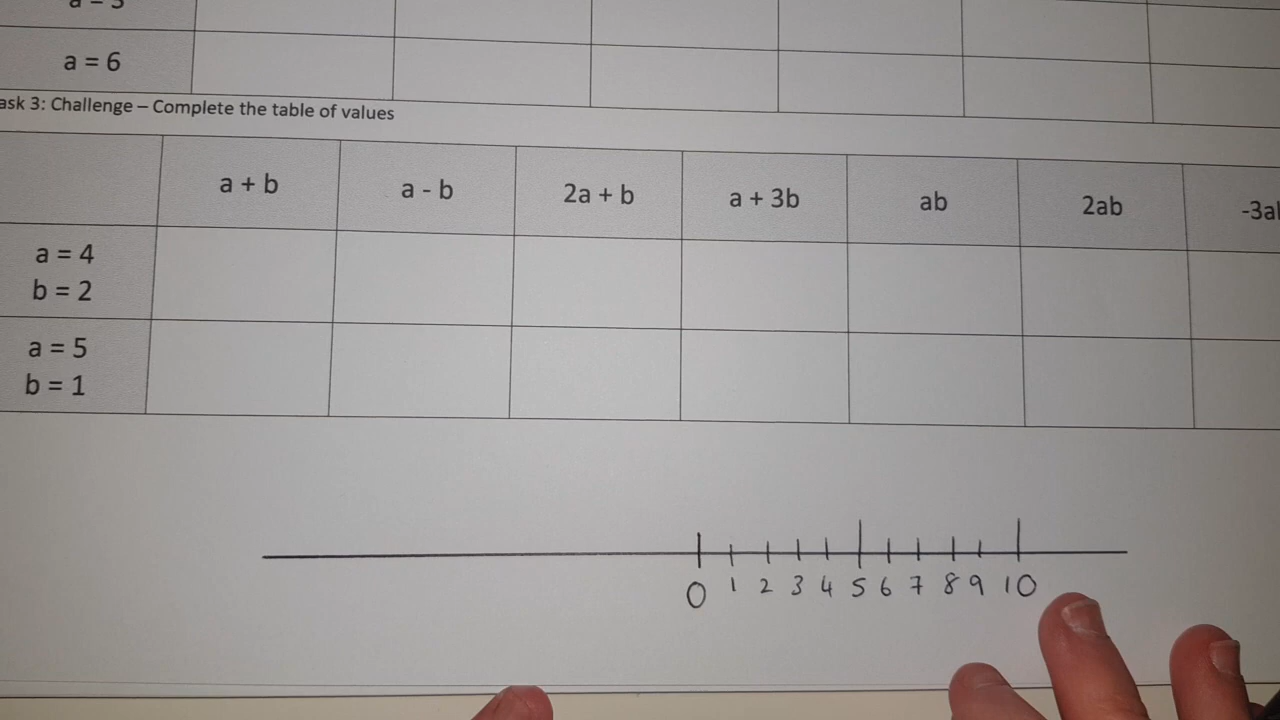 a = 6
Task 3: Challenge – Complete the table of values
a + b a - b 2a + b a + 3b ab 2ab
a = 4
b = 2
a = 5
b = 1
0 1 2 3 4 5 6 7 8 9 10